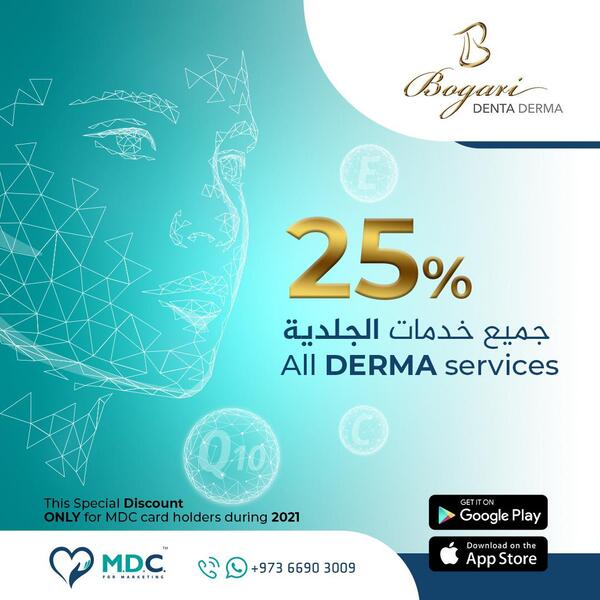 Bogari
DENTA DERMA
E
25%
جميع خدمات الجلدية
All DERMA services
Q10
C
This Special Discount
ONLY for MDC card holders during 2021
GET IT ON
Google Play
Download on the
App Store
M.D.C.™
FOR MARKETING
+973 6690 3009